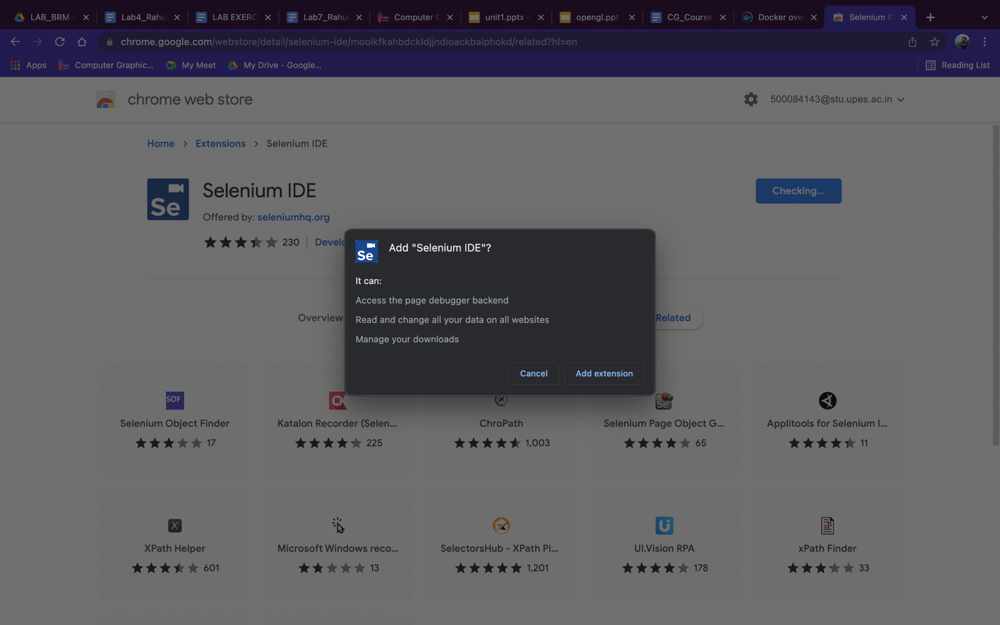 LAB_BRM -
Lab4_Rahul
LAB EXERC
Lab7_Rahul
Computer G
unit1.pptx -
opengl.ppt
CG_Course
Docker over
Selenium ID
chrome.google.com/webstore/detail/selenium-ide/mooikfkahbdckldjjndioackbalphokd/related?hl=en
Apps
Computer Graphic...
My Meet
My Drive - Google...
Reading List
chrome web store
500084143@stu.upes.ac.in
Home > Extensions > Selenium IDE
Se
Selenium IDE
Checking...
Offered by: seleniumhq.org
230
Develo
Se
Add "Selenium IDE"?
It can:
Access the page debugger backend
Read and change all your data on all websites
Manage your downloads
Cancel
Add extension
Overview
Related
SOF
R
Se
Selenium Object Finder
Katalon Recorder (Selen...
ChroPath
Selenium Page Object G...
Applitools for Selenium I...
17
225
1,003
65
11
X
Ui
xP
XPath Helper
Microsoft Windows reco...
SelectorsHub - XPath Pl...
UI.Vision RPA
xPath Finder
601
13
1,201
178
33